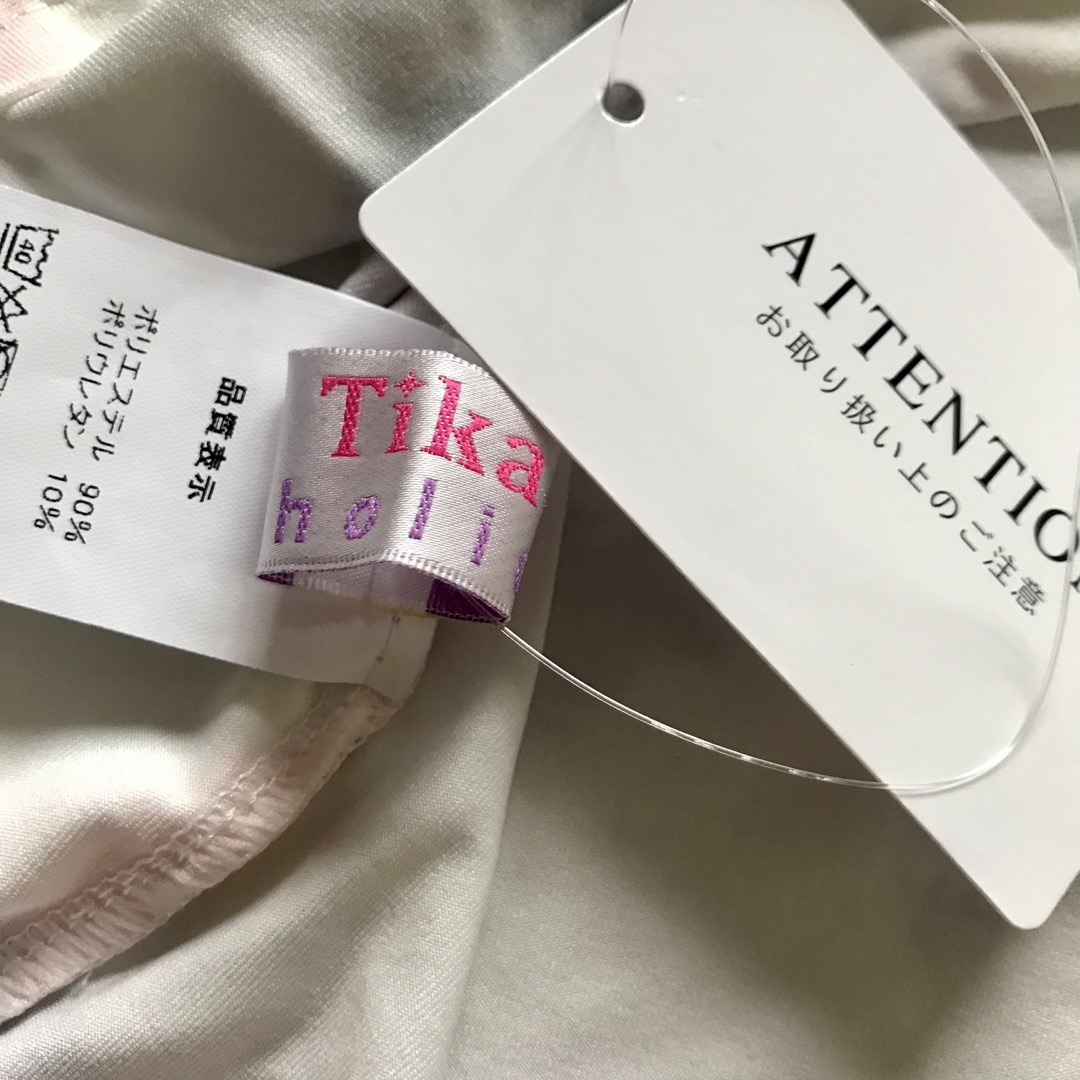 40
品質表示
ポリエステル 90%
ポリウレタン 10%
Tika
holi
ATTENTIO
お取り扱い上のご注意